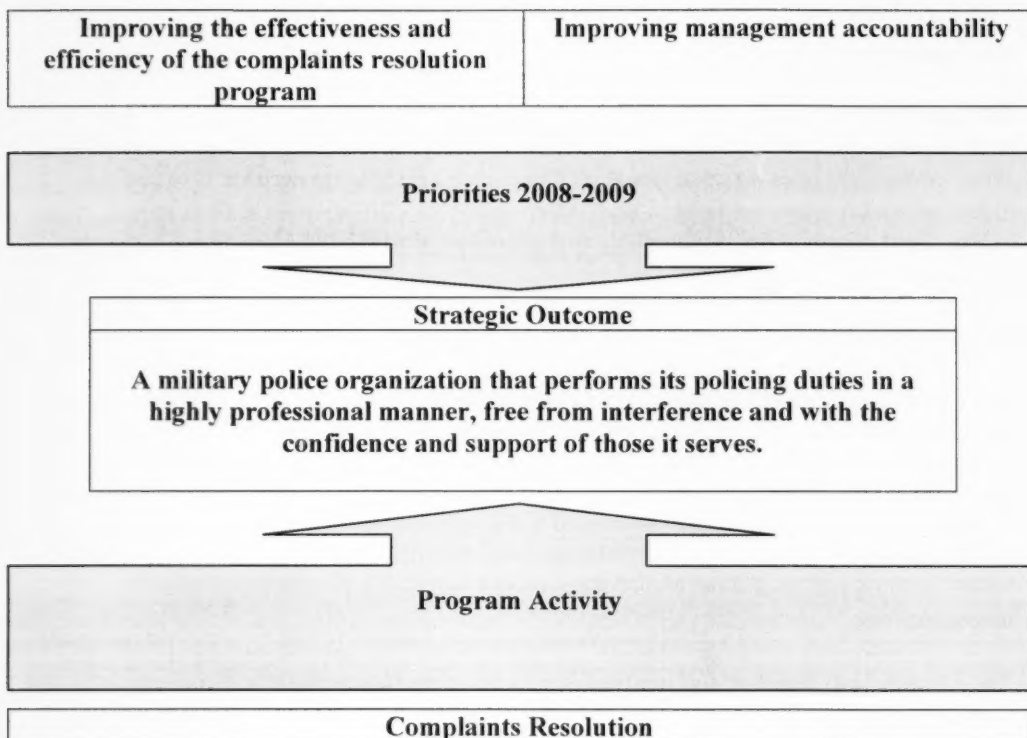 Improving the effectiveness and
efficiency of the complaints resolution
program
Improving management accountability
Priorities 2008-2009
Strategic Outcome
A military police organization that performs its policing duties in a
highly professional manner, free from interference and with the
confidence and support of those it serves.
Program Activity
Complaints Resolution